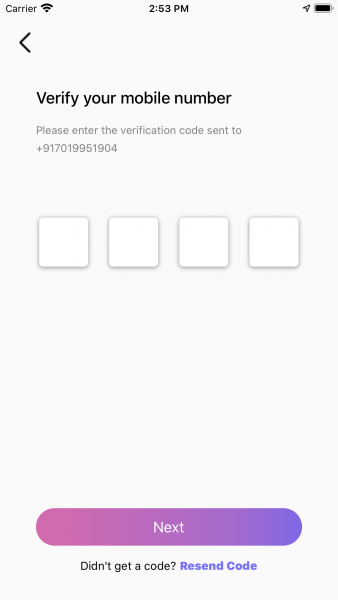 Carrier 2:53 PM
Verify your mobile number
Please enter the verification code sent to
+917019951904
Next
Didn't get a code? Resend Code